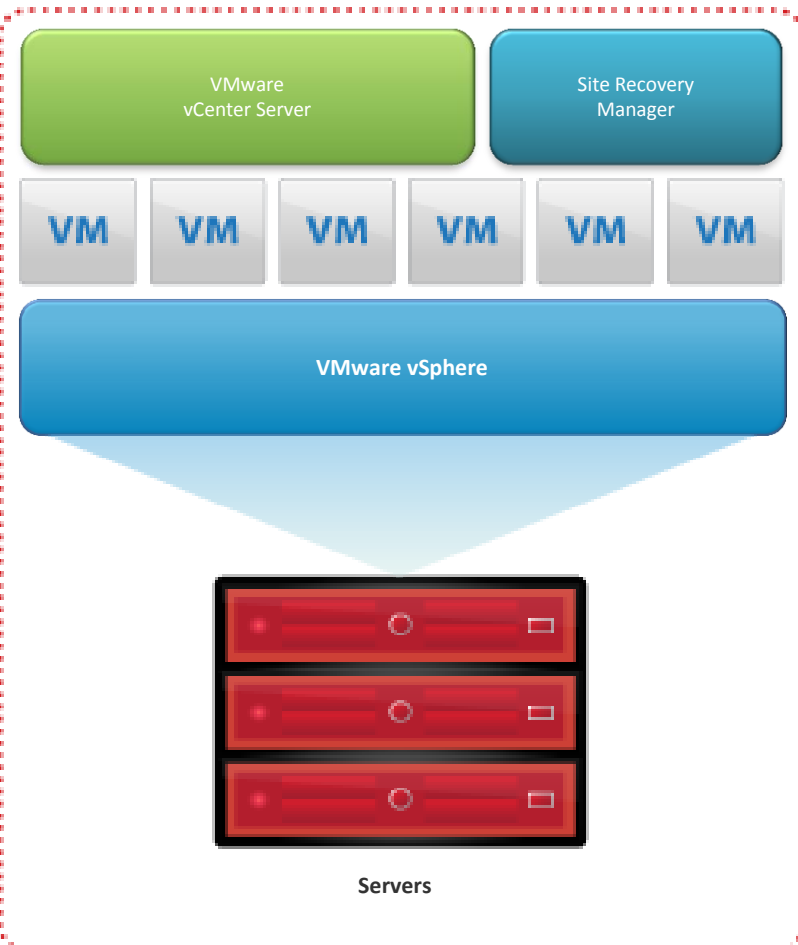 VMware
vCenter Server
Site Recovery
Manager
VM VM VM VM VM VM
VMware vSphere
Servers